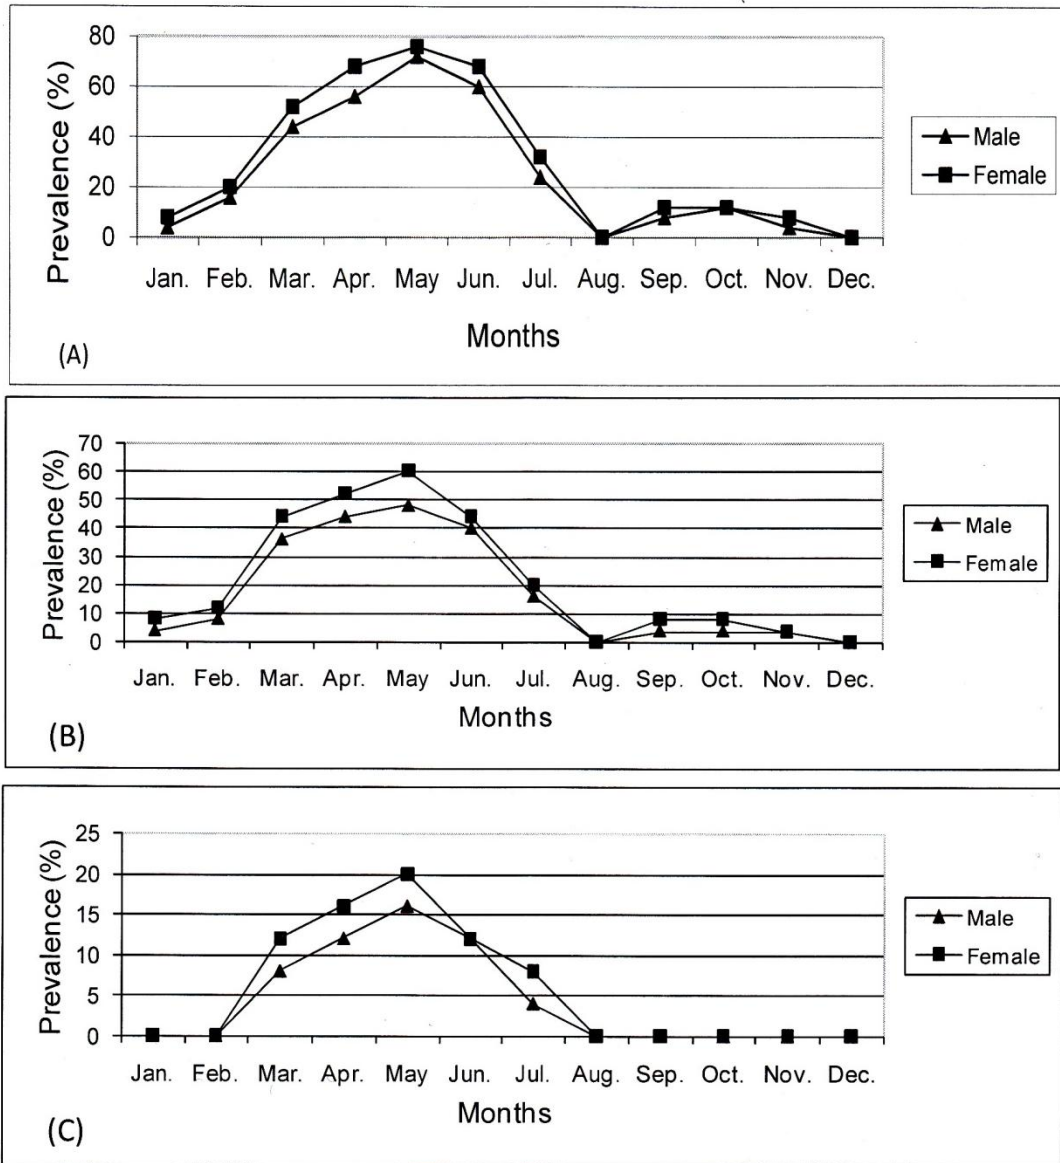 80
60
40
20
0
Prevalence (%)
Jan. Feb. Mar. Apr. May Jun. Jul. Aug. Sep. Oct. Nov. Dec.
Months
Male
Female
(A)
70
60
50
40
30
20
10
0
Prevalence (%)
Jan. Feb. Mar. Apr. May Jun. Jul. Aug. Sep. Oct. Nov. Dec.
Months
Male
Female
(B)
25
20
15
10
5
0
Prevalence (%)
Jan. Feb. Mar. Apr. May Jun. Jul. Aug. Sep. Oct. Nov. Dec.
Months
Male
Female
(C)